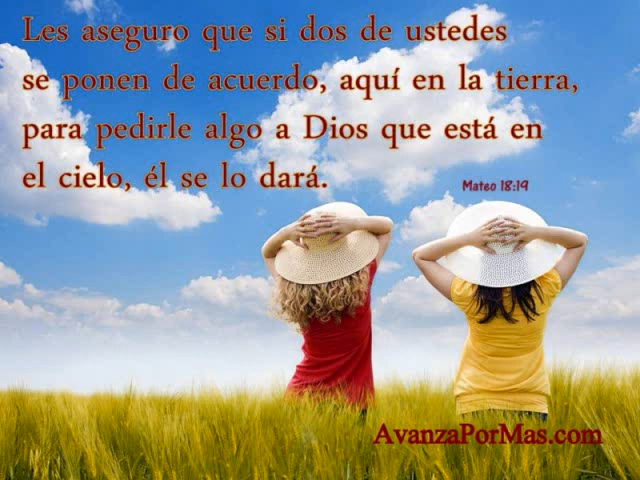 Les aseguro que si dos de ustedes
se ponen de acuerdo, aquí en la tierra,
para pedirle algo a Dios que está en
el cielo, él se lo dará.
Mateo 18:19
AvanzaPorMas.com